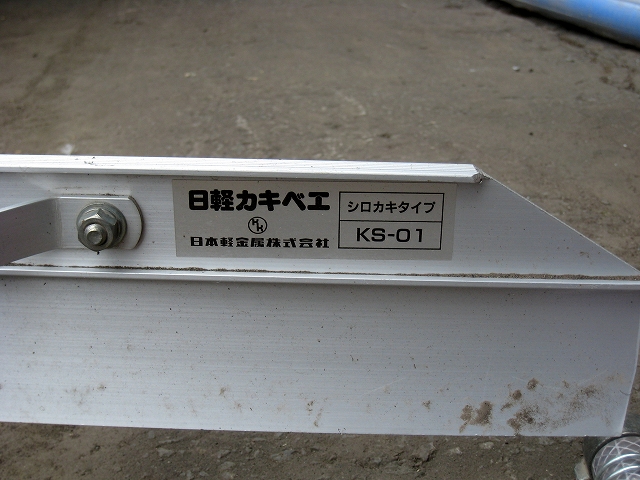 日軽カキベエ
日本軽金属株式会社
シロカキタイプ
KS-01